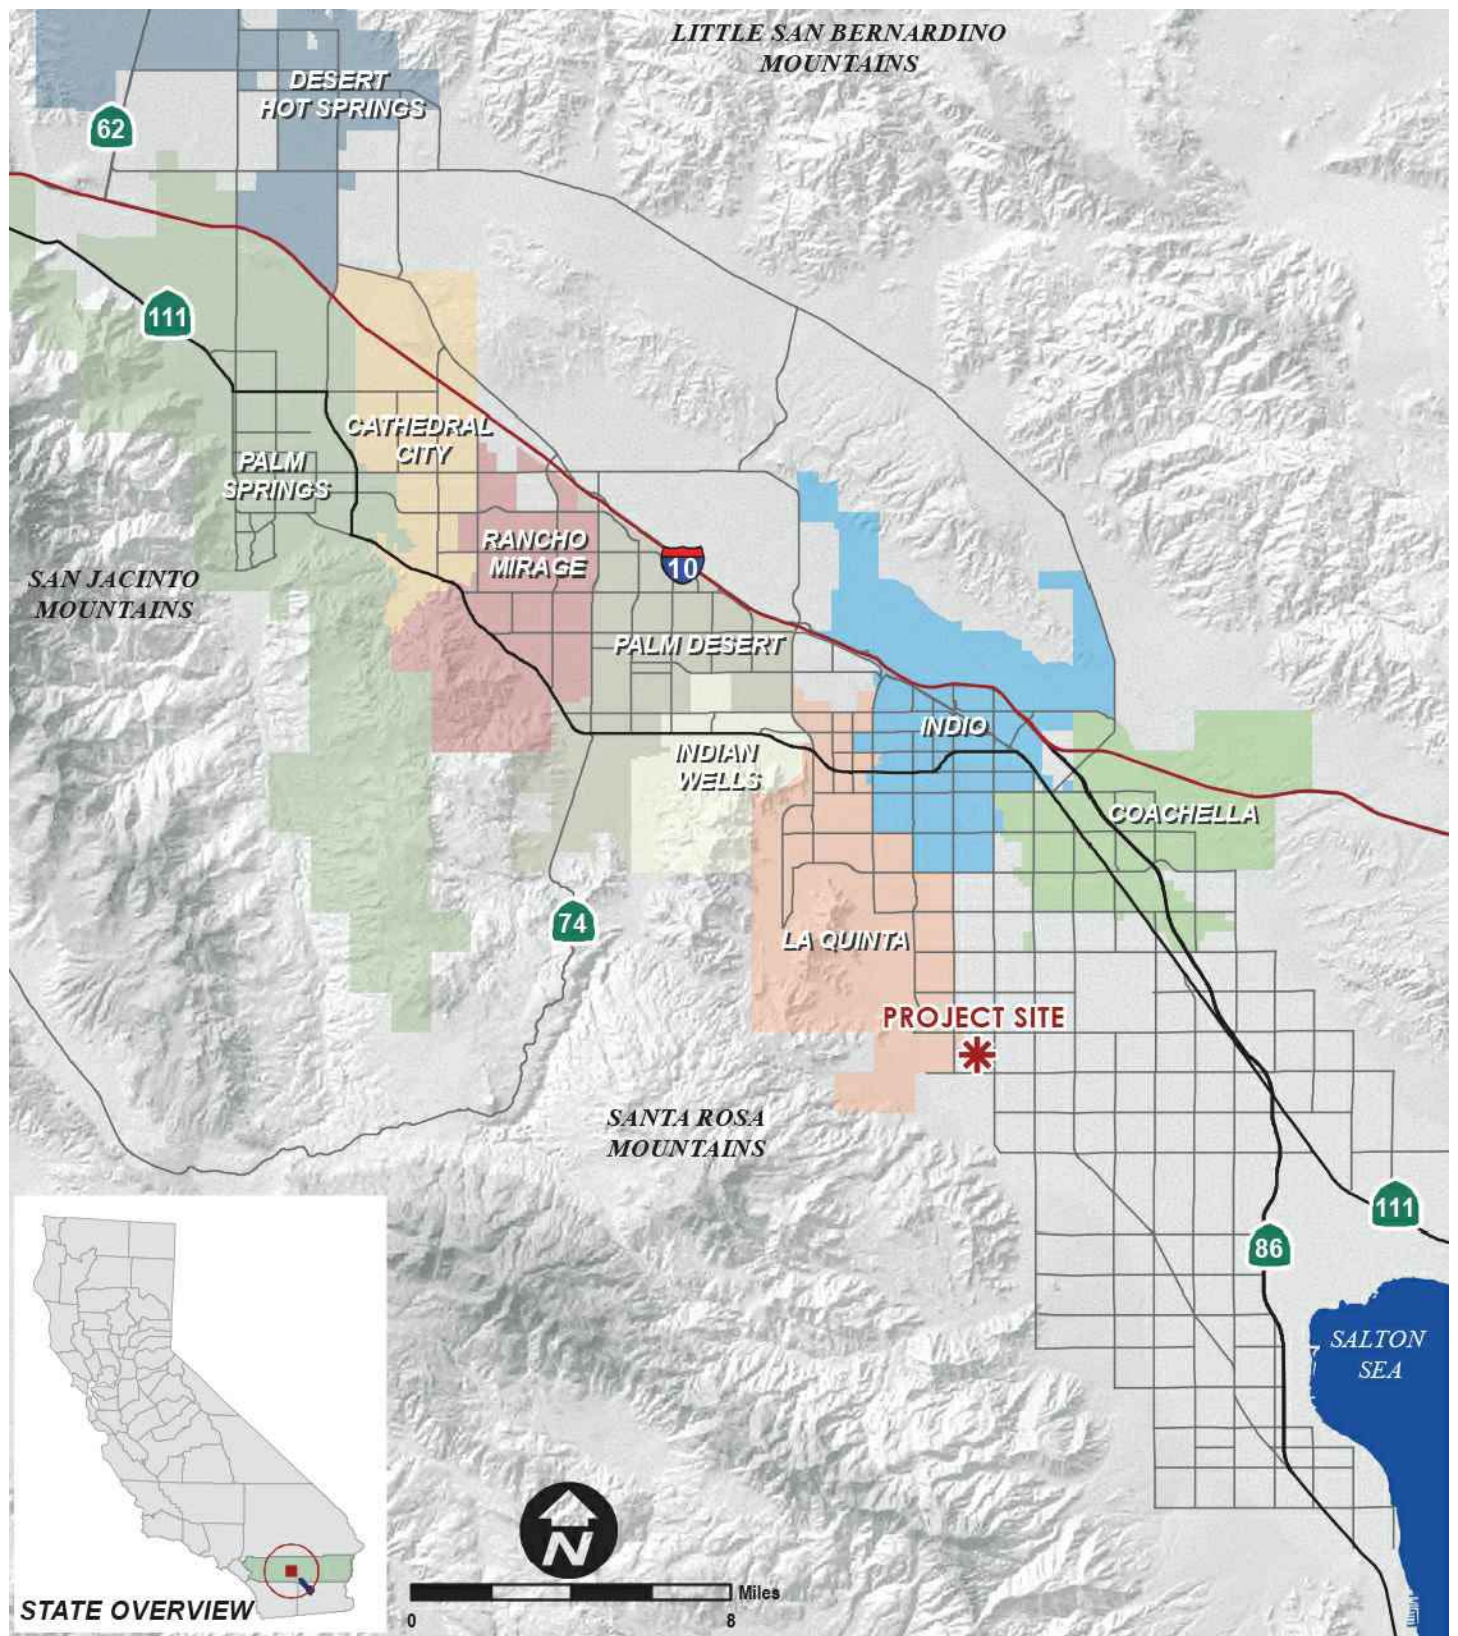 LITTLE SAN BERNARDINO
MOUNTAINS
DESERT
HOT SPRINGS
62
111
CATHEDRAL
CITY
PALM
SPRINGS
RANCHO
MIRAGE
10
SAN JACINTO
MOUNTAINS
PALM DESERT
INDIO
INDIAN
WELLS
COACHELLA
74
LA QUINTA
PROJECT SITE
SANTA ROSA
MOUNTAINS
111
86
SALTON
SEA
N
Miles
0 8
STATE OVERVIEW